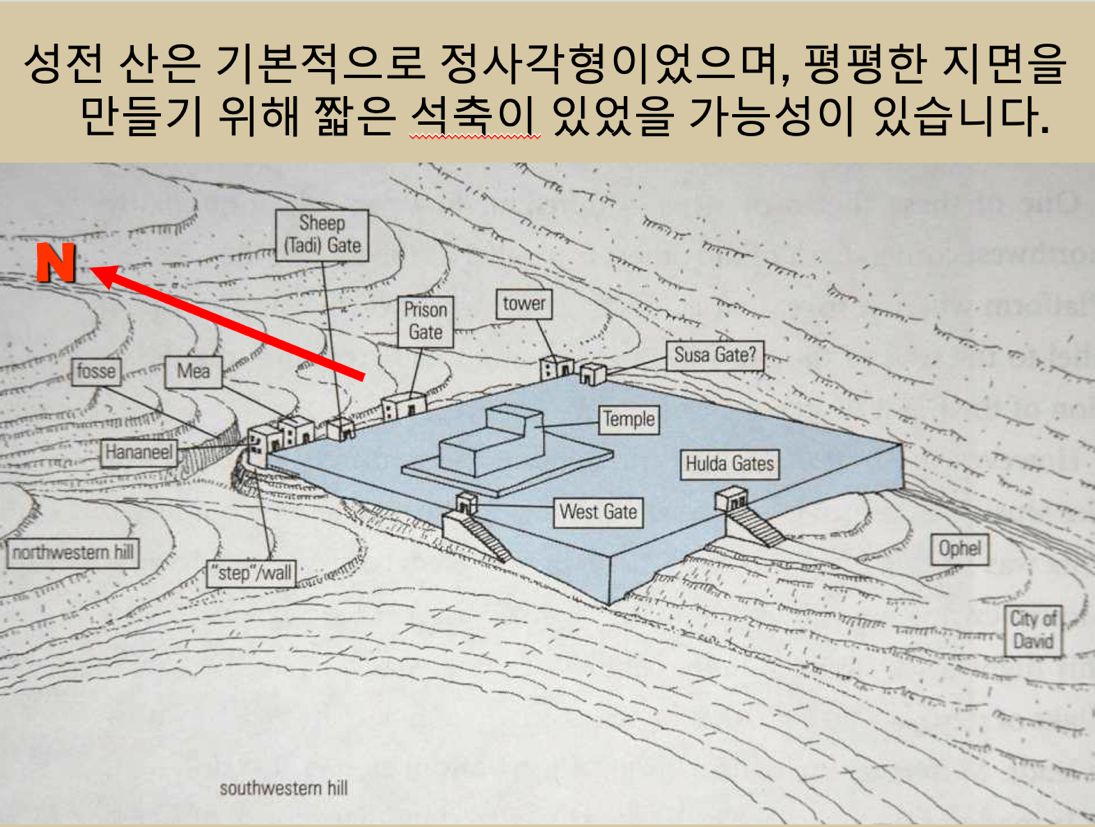 성전 산은 기본적으로 정사각형이었으며, 평평한 지면을
만들기 위해 짧은 석축이 있었을 가능성이 있습니다.
N
Sheep
(Tadi) Gate
Prison
Gate
tower
Susa Gate?
fosse
Mea
Hananeel
Temple
Hulda Gates
West Gate
northwestern hill
"step"/wall
Ophel
City of
David
southwestern hill